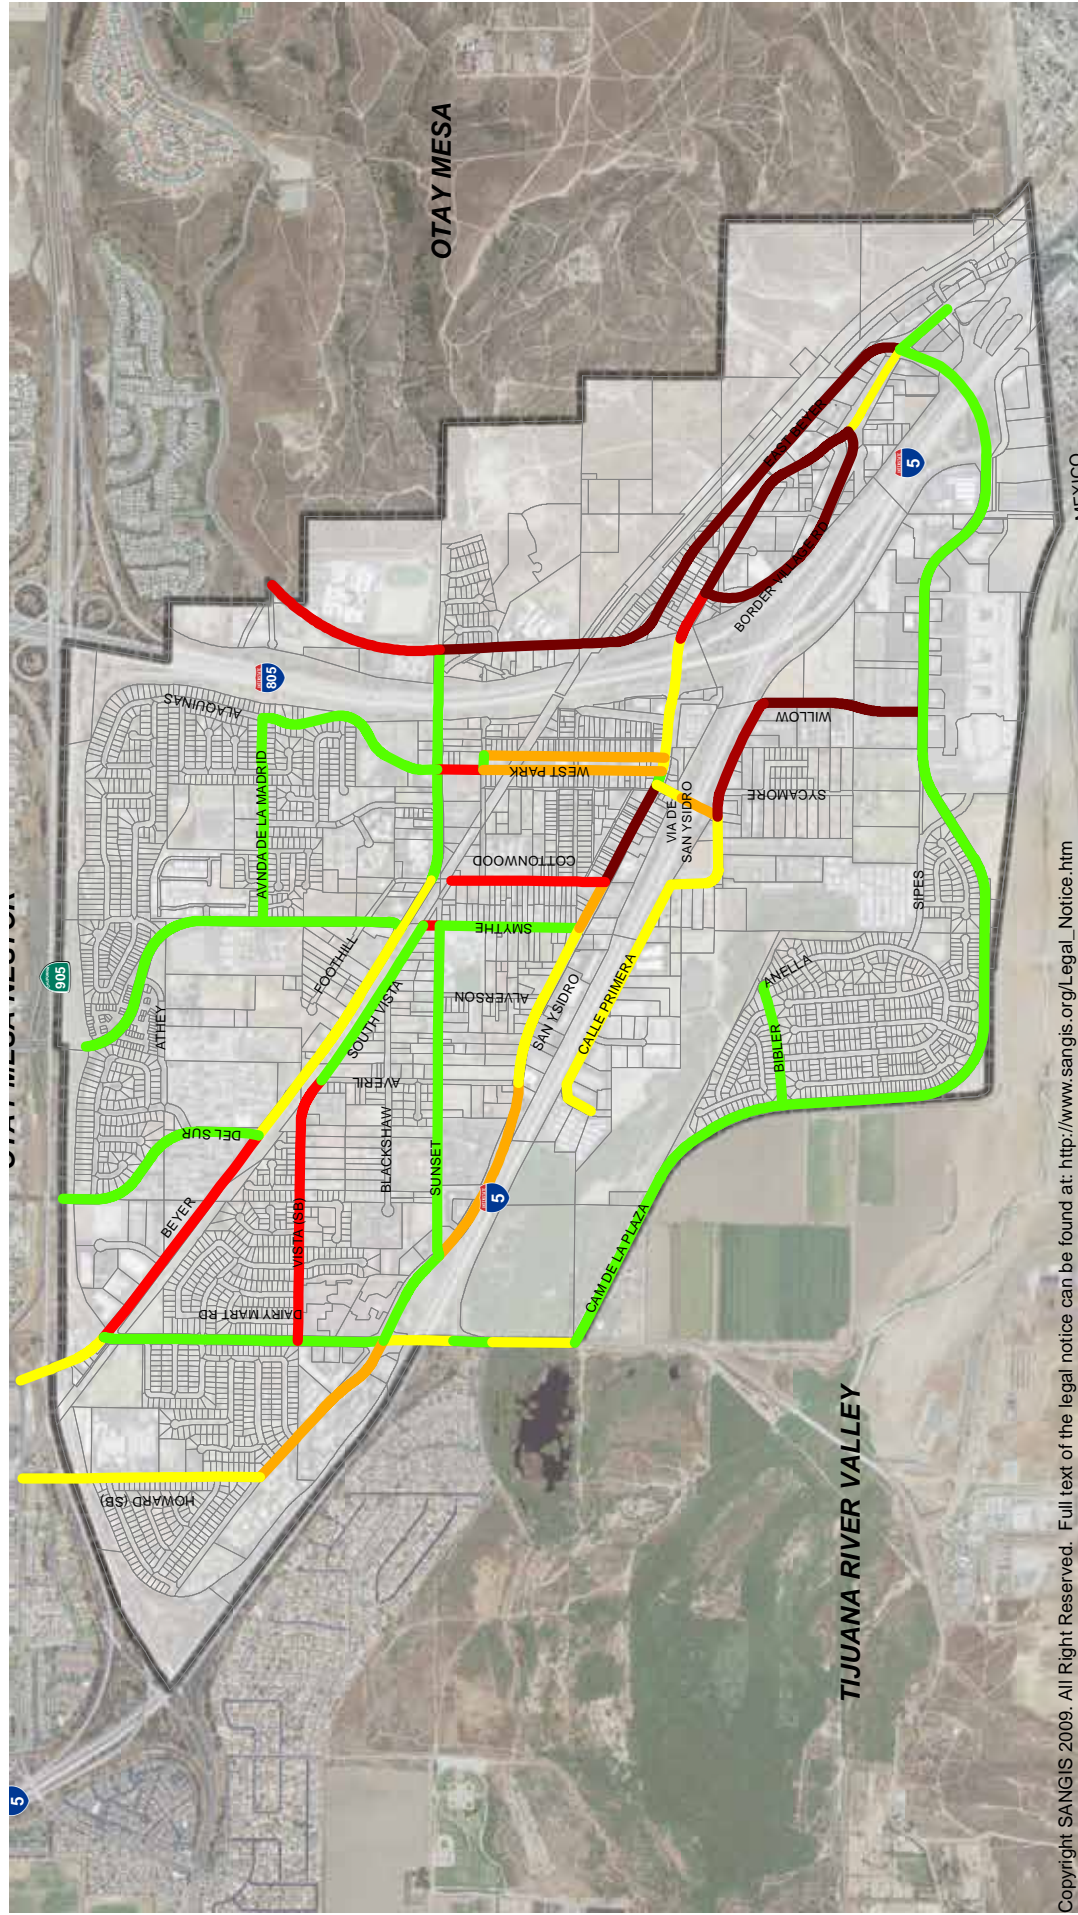 OTAY MESA
905
805
ALAQUINAS
AVNDA DE LA MADRID
ATHEY
FOOTHILL
DEL SUR
BEYER
VISTA (SB)
DAIRY MART RD
HOWARD (SB)
5
SOUTH VISTA
AVERIL
BLACKSHAW
SUNSET
ALVERSON
SMYTHE
COTTONWOOD
WEST PARK
EAST BEYER
BORDER VILLAGE RD
5
WILLOW
SYCAMORE
VIA DE
SAN YSIDRO
SAN YSIDRO
CALLE PRIMERA
5
SIPES
ANELLA
BIBLER
CAM DE LA PLAZA
TIJUANA RIVER VALLEY
MEXICO
Copyright SANGIS 2009. All Right Reserved. Full text of the legal notice can be found at: http://www.sangis.org/Legal_Notice.htm